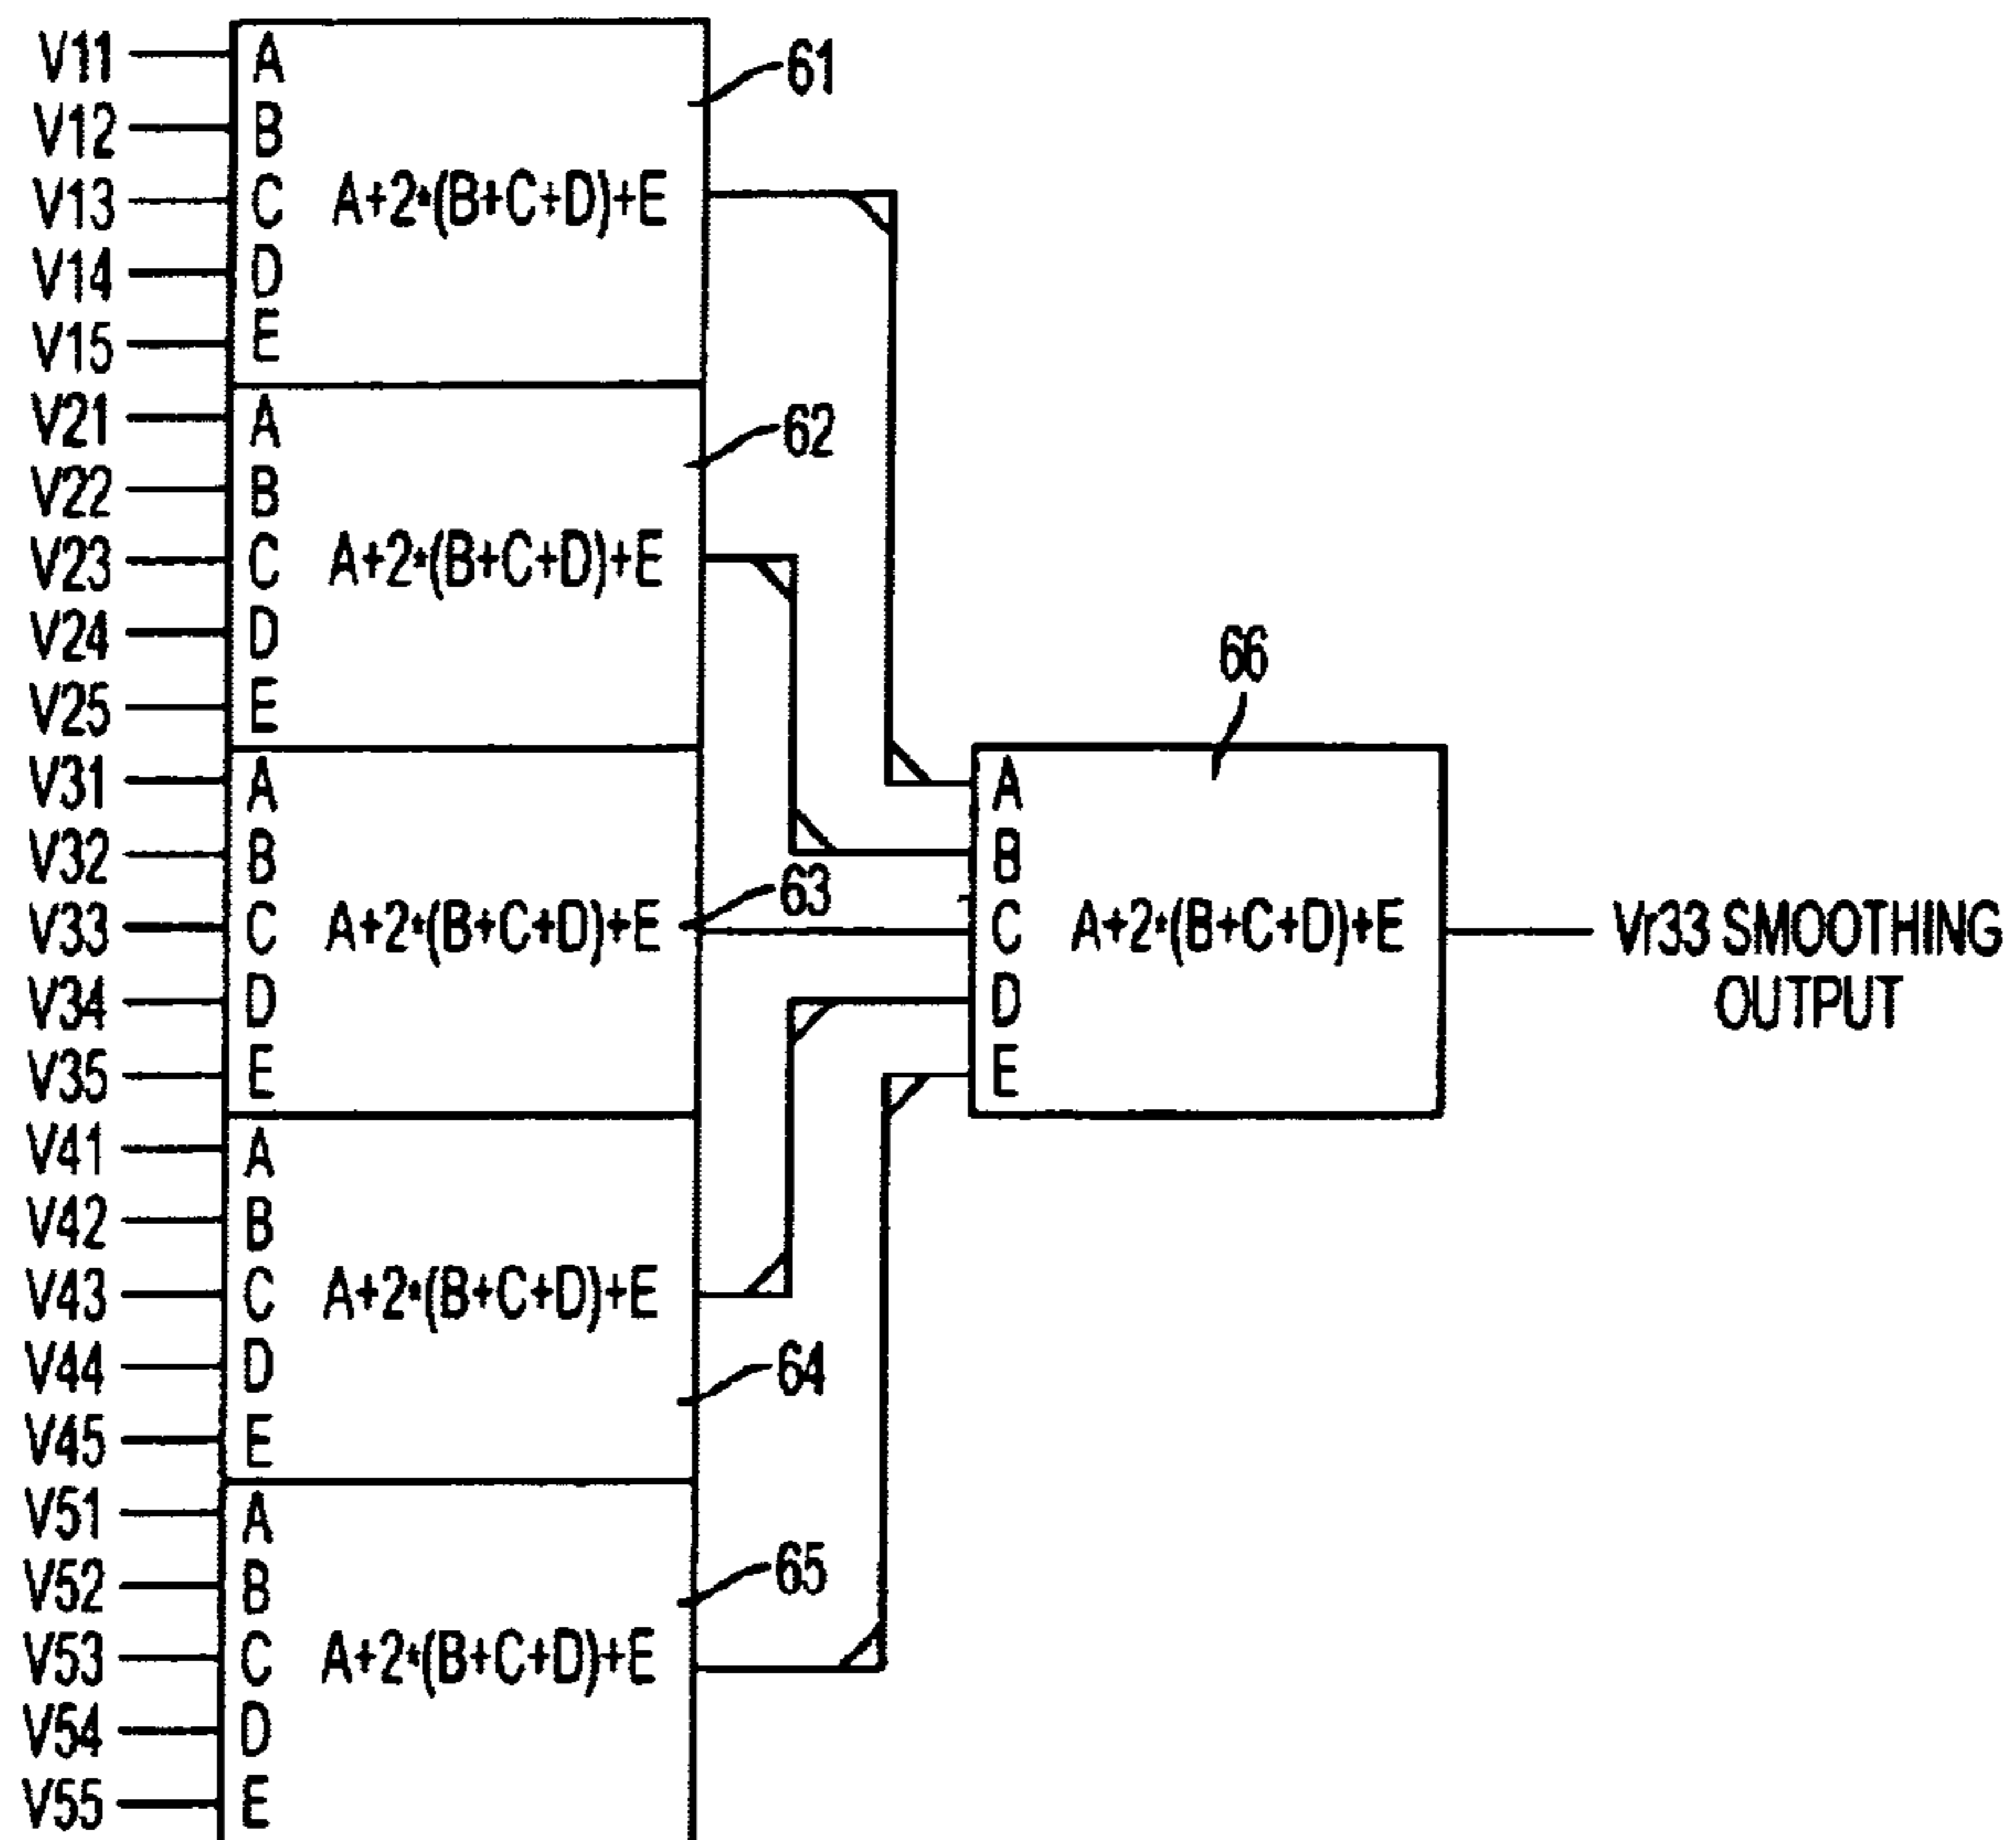 V11 A
61
V12 B
V13 C A+2*(B+C+D)+E
V14 D
V15 E
V21 A
62
V22 B
V23 C A+2*(B+C+D)+E
V24 D
V25 E
66
V31 A
A
V32 B
B
63
V33 C A+2*(B+C+D)+E
C A+2*(B+C+D)+E
Vr33 SMOOTHING
OUTPUT
V34 D
D
V35 E
E
V41 A
V42 B
V43 C A+2*(B+C+D)+E
V44 D
64
V45 E
V51 A
65
V52 B
V53 C A+2*(B+C+D)+E
V54 D
V55 E